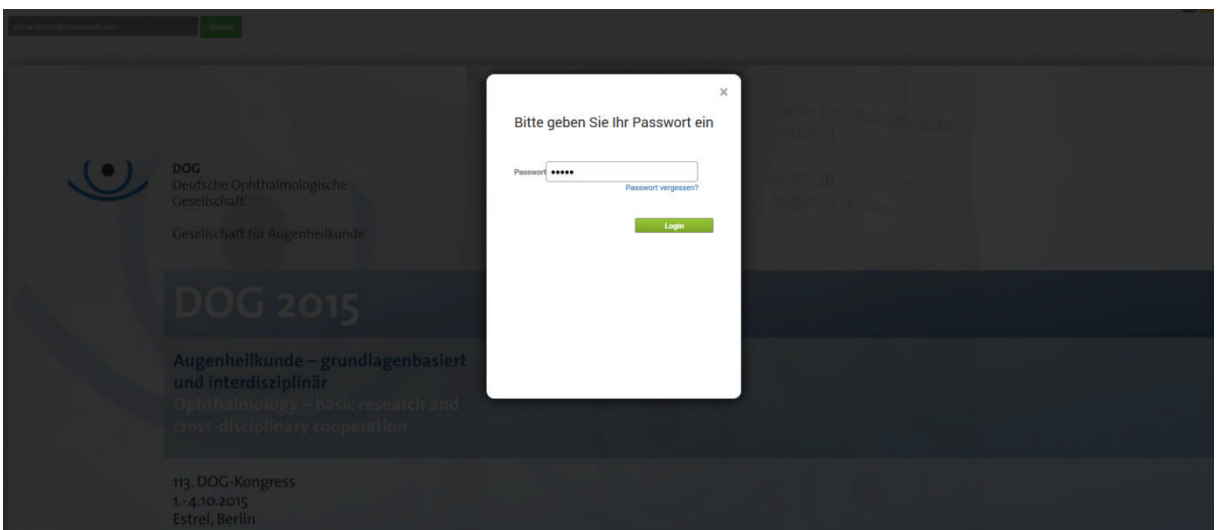 Weiter
Bitte geben Sie Ihr Passwort ein
Passwort •••••
Passwort vergessen?
Login
DOG
Deutsche Ophthalmologische
Gesellschaft
Gesellschaft für Augenheilkunde
DOG 2015
Augenheilkunde – grundlagenbasiert
und interdisziplinär
Ophthalmology – basic research and
cross-disciplinary cooperation
113. DOG-Kongress
1.-4.10.2015
Estrel, Berlin